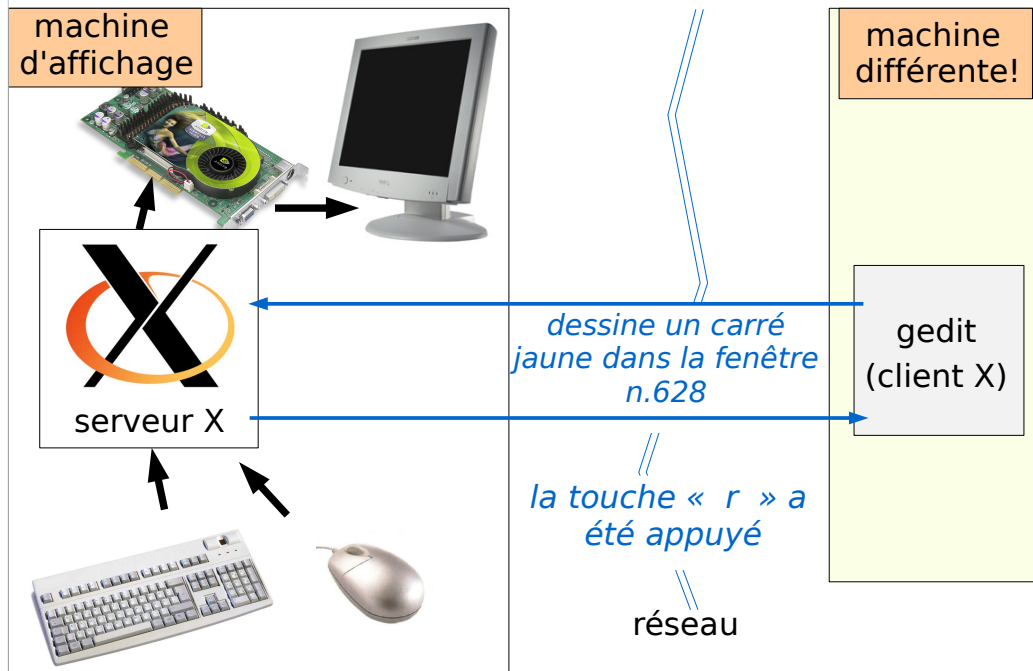 machine
d'affichage
machine
différente!
dessine un carré
jaune dans la fenêtre
n.628
gedit
(client X)
serveur X
la touche « r » a
été appuyé
réseau